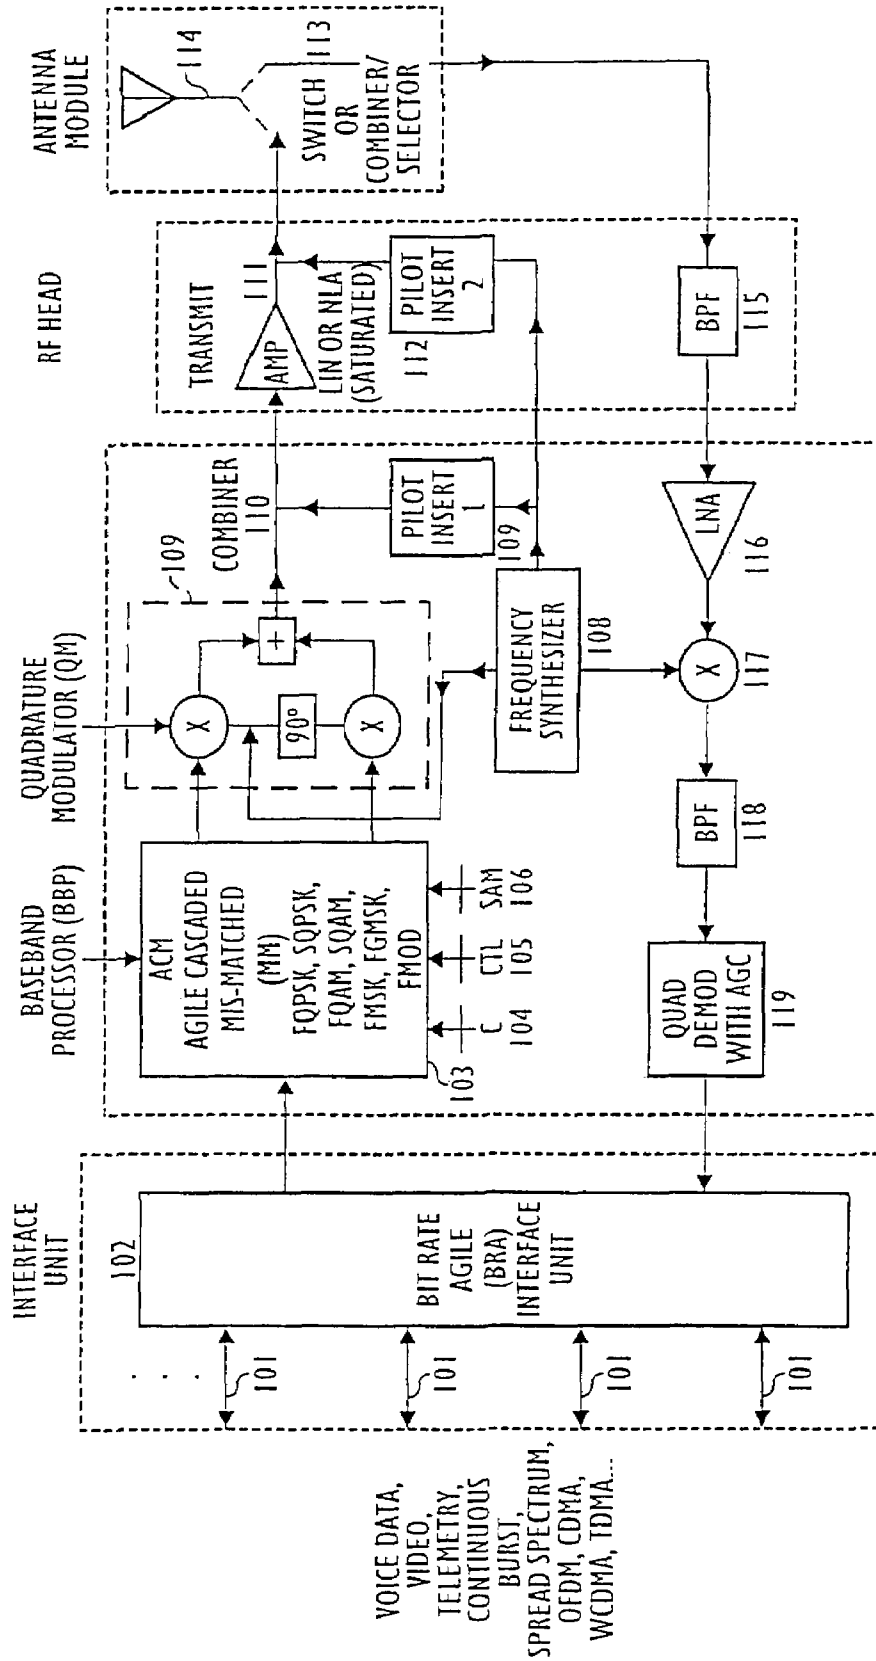 VOICE DATA,
VIDEO,
TELEMETRY,
CONTINUOUS
BURST,
SPREAD SPECTRUM,
OFDM, CDMA,
WCDMA, TDMA...
INTERFACE
UNIT
102
101
101
101
101
BIT RATE
AGILE
(BRA)
INTERFACE
UNIT
BASEBAND
PROCESSOR (BBP)
ACM
AGILE CASCADED
MIS-MATCHED
(MM)
FQPSK, SQPSK,
FQAM, SQAM,
FMSK, FGMSK,
FMOD
103
C
104
CTL
105
SAM
106
QUADRATURE
MODULATOR (QM)
109
X
90°
X
+
COMBINER
110
PILOT
INSERT
1
109
FREQUENCY
SYNTHESIZER
108
RF HEAD
TRANSMIT
111
AMP
LIN OR NLA
(SATURATED)
112
PILOT
INSERT
2
ANTENNA
MODULE
114
113
SWITCH
OR
COMBINER/
SELECTOR
BPF
115
LNA
116
X
117
BPF
118
QUAD
DEMOD
WITH AGC
119